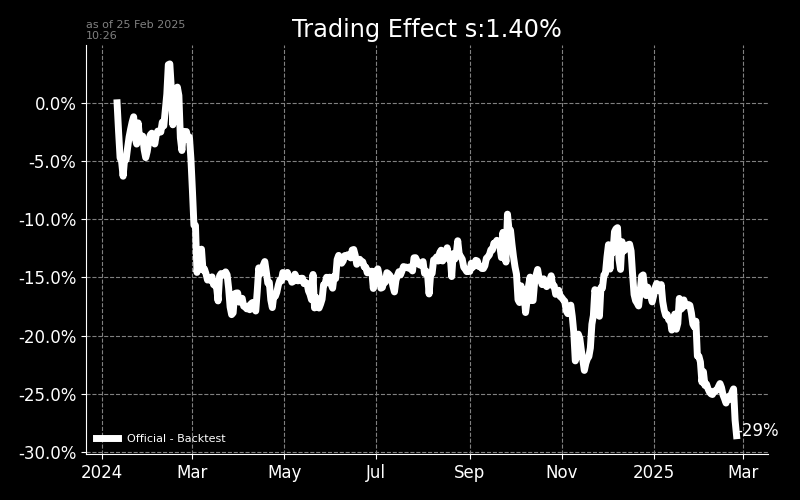 as of 25 Feb 2025
10:26
Trading Effect s:1.40%
0.0%
-5.0%
-10.0%
-15.0%
-20.0%
-25.0%
-30.0%
-29%
Official - Backtest
2024 Mar May Jul Sep Nov 2025 Mar